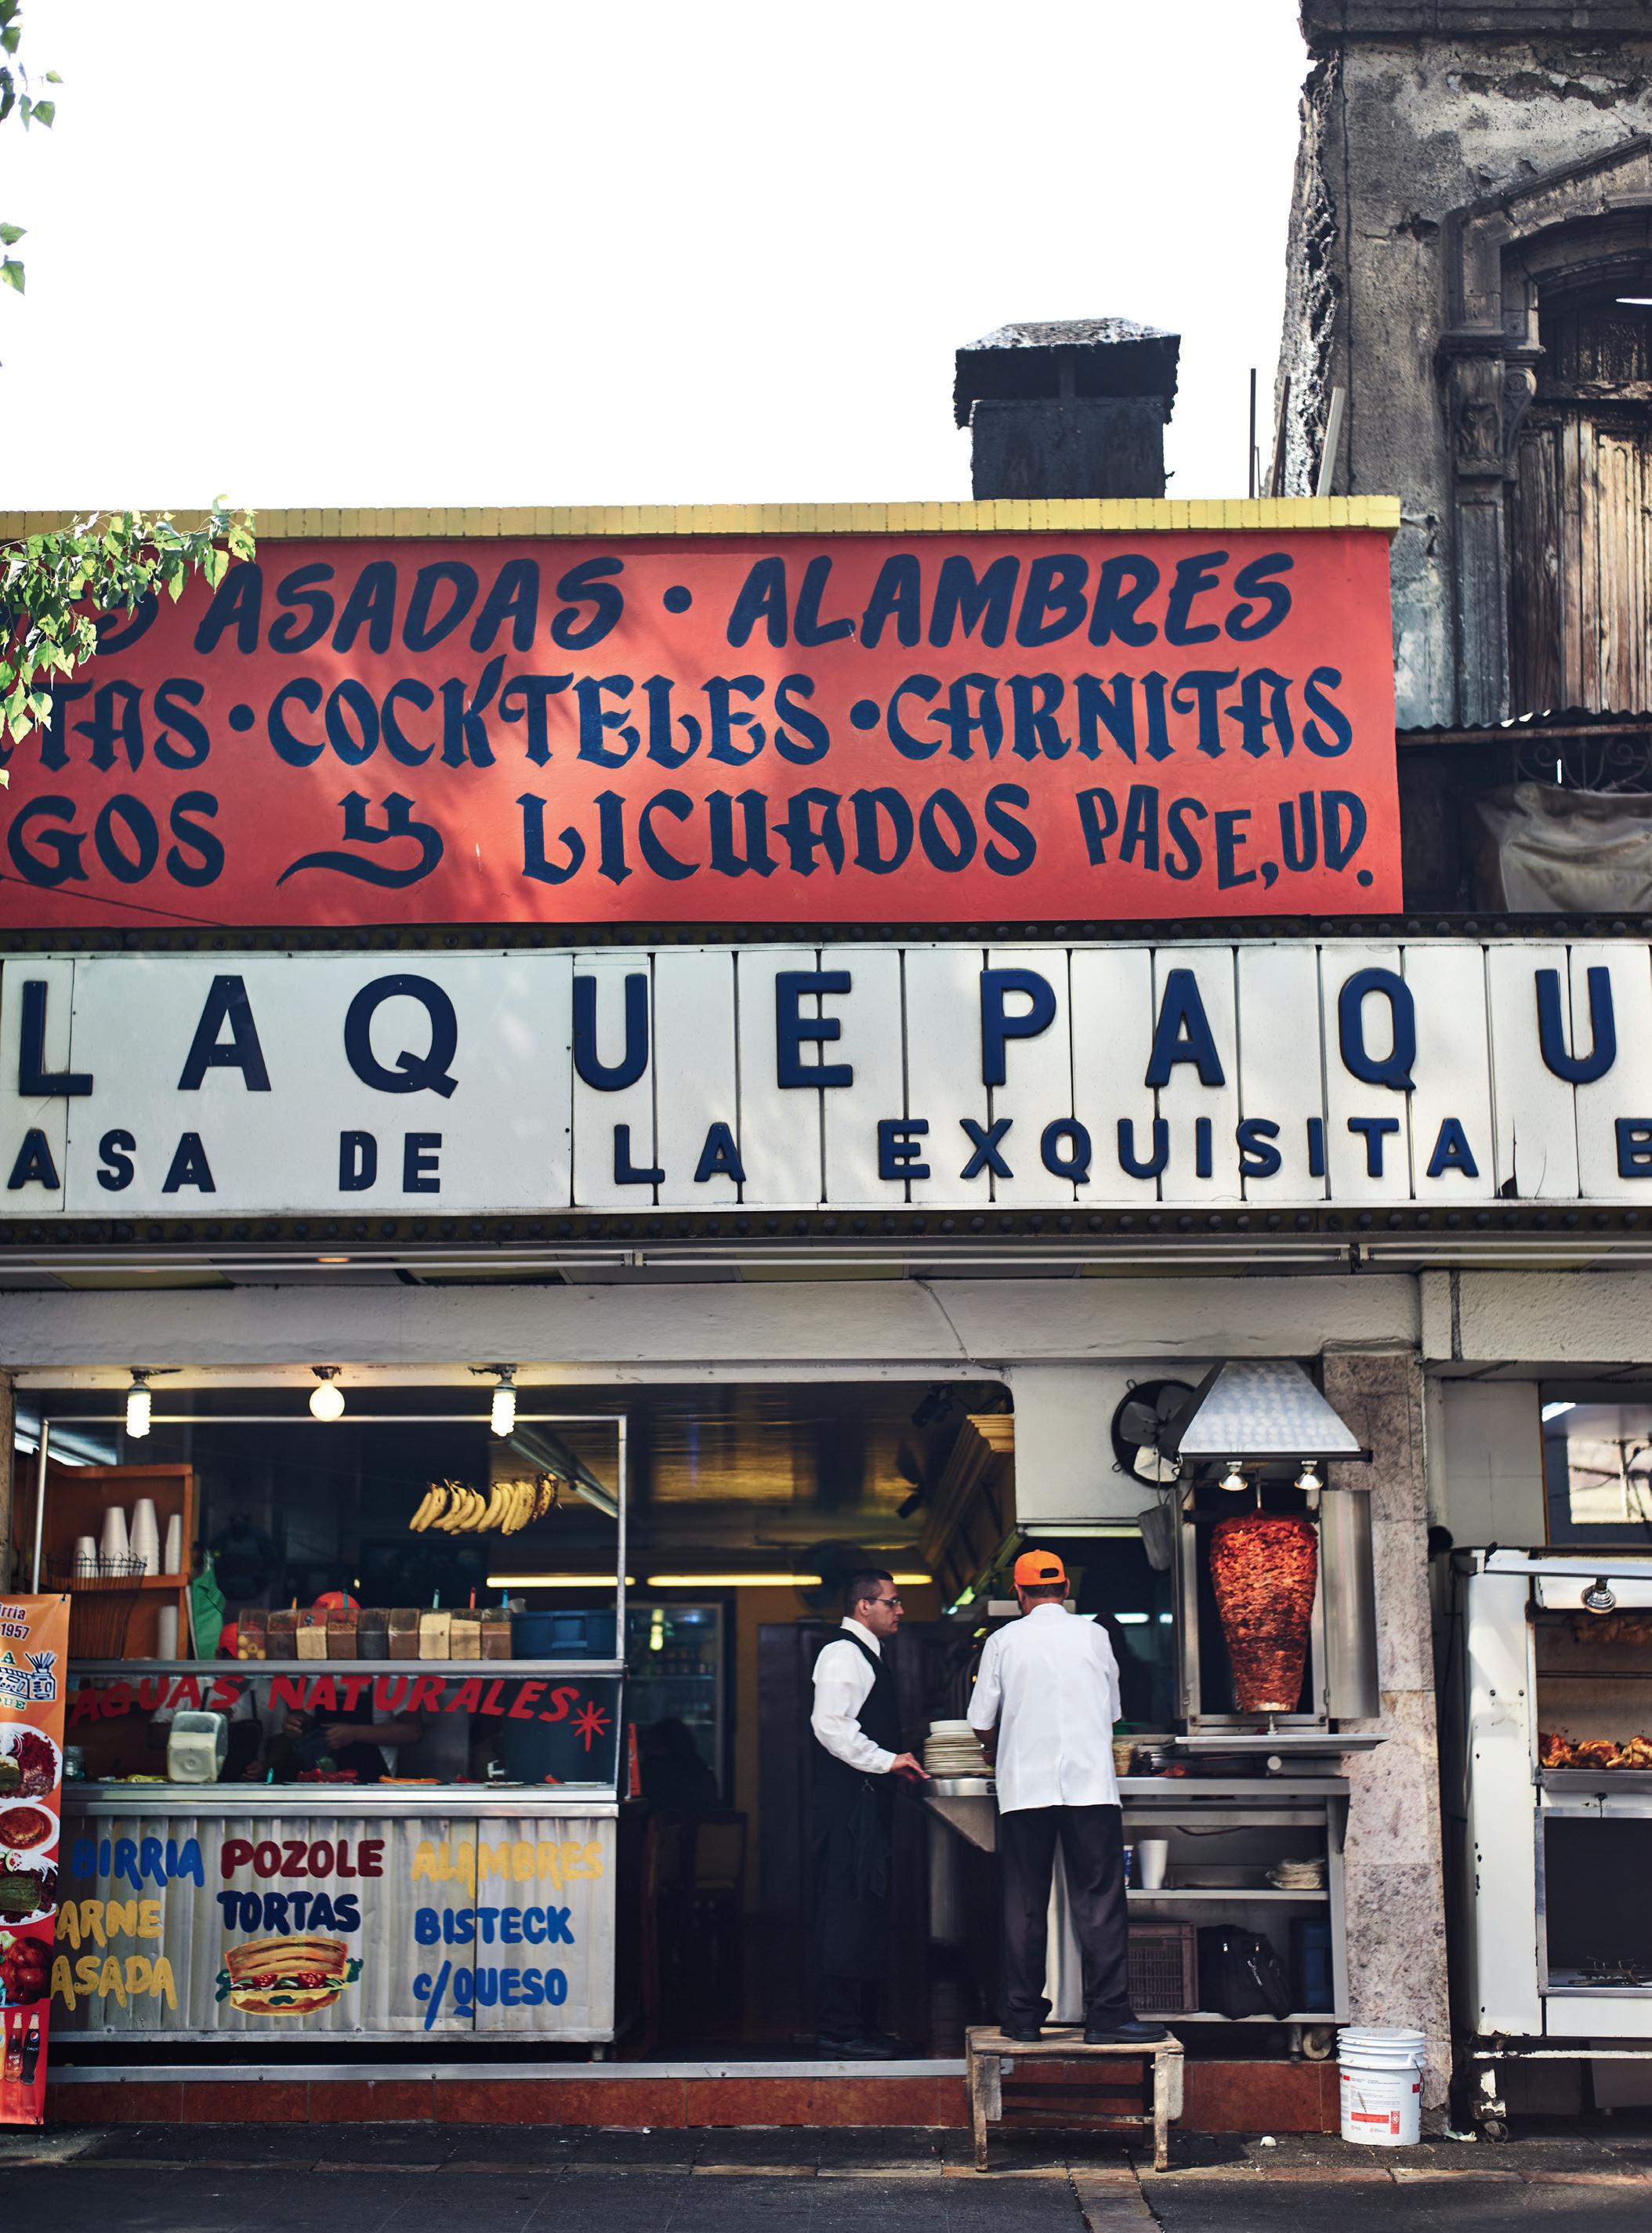 ASADAS • ALAMBRES
TAS • COCKTELES • CARNITAS
GOS y LICUADOS PASE, UD.
LAQUEPAQU
ASA DE LA EXQUISITA B
1957
AGUAS NATURALES
BIRRIA POZOLE ALAMBRES
ARNE TORTAS BISTECK
ASADA c/QUESO